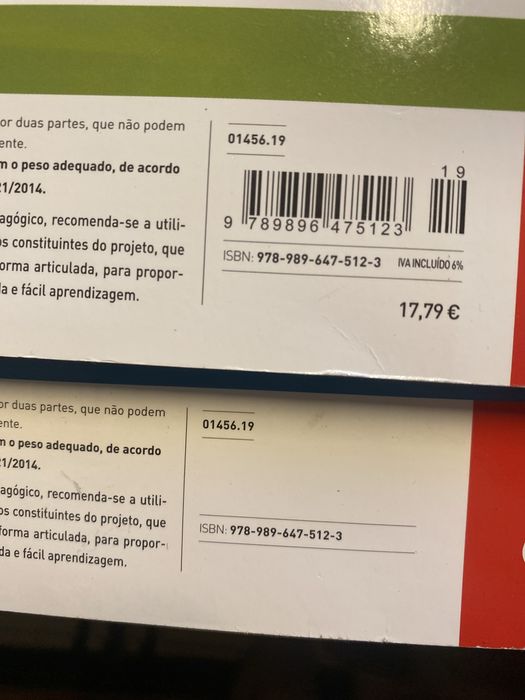 or duas partes, que não podem
ente.
m o peso adequado, de acordo
21/2014.
agógico, recomenda-se a utili-
os constituintes do projeto, que
orma articulada, para propor-
a e fácil aprendizagem.
01456.19
19
9 789896 475123
ISBN: 978-989-647-512-3 IVA INCLUÍDO 6%
17,79 €
or duas partes, que não podem
ente.
m o peso adequado, de acordo
21/2014.
agógico, recomenda-se a utili-
os constituintes do projeto, que
forma articulada, para propor-
da e fácil aprendizagem.
01456.19
ISBN: 978-989-647-512-3